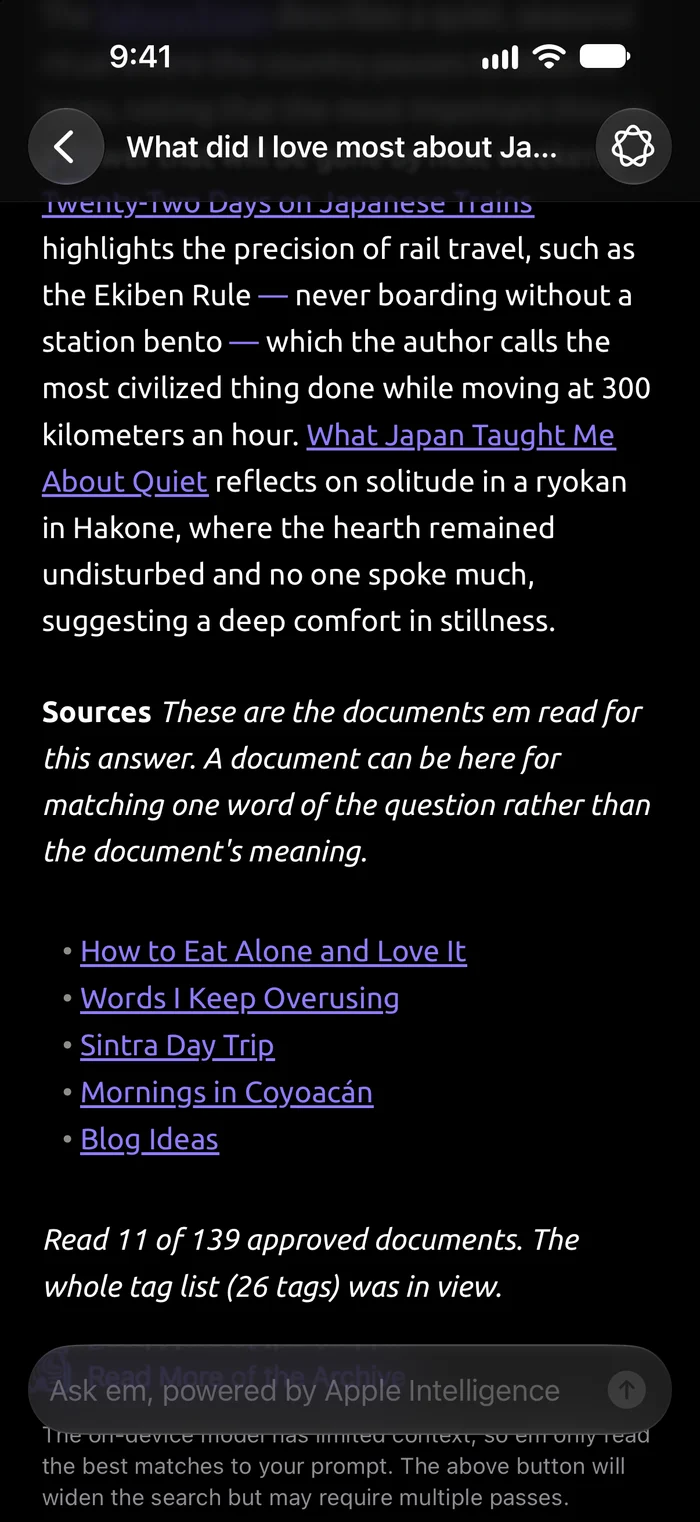 9:41
What did I love most about Ja...
Twenty-Two Days on Japanese Trains
highlights the precision of rail travel, such as
the Ekiben Rule — never boarding without a
station bento — which the author calls the
most civilized thing done while moving at 300
kilometers an hour. What Japan Taught Me
About Quiet reflects on solitude in a ryokan
in Hakone, where the hearth remained
undisturbed and no one spoke much,
suggesting a deep comfort in stillness.
Sources These are the documents em read for
this answer. A document can be here for
matching one word of the question rather than
the document's meaning.
• How to Eat Alone and Love It
• Words I Keep Overusing
• Sintra Day Trip
• Mornings in Coyoacán
• Blog Ideas
Read 11 of 139 approved documents. The
whole tag list (26 tags) was in view.
Read More of the Archive
Ask em, powered by Apple Intelligence
The on-device model has limited context, so em only read
the best matches to your prompt. The above button will
widen the search but may require multiple passes.